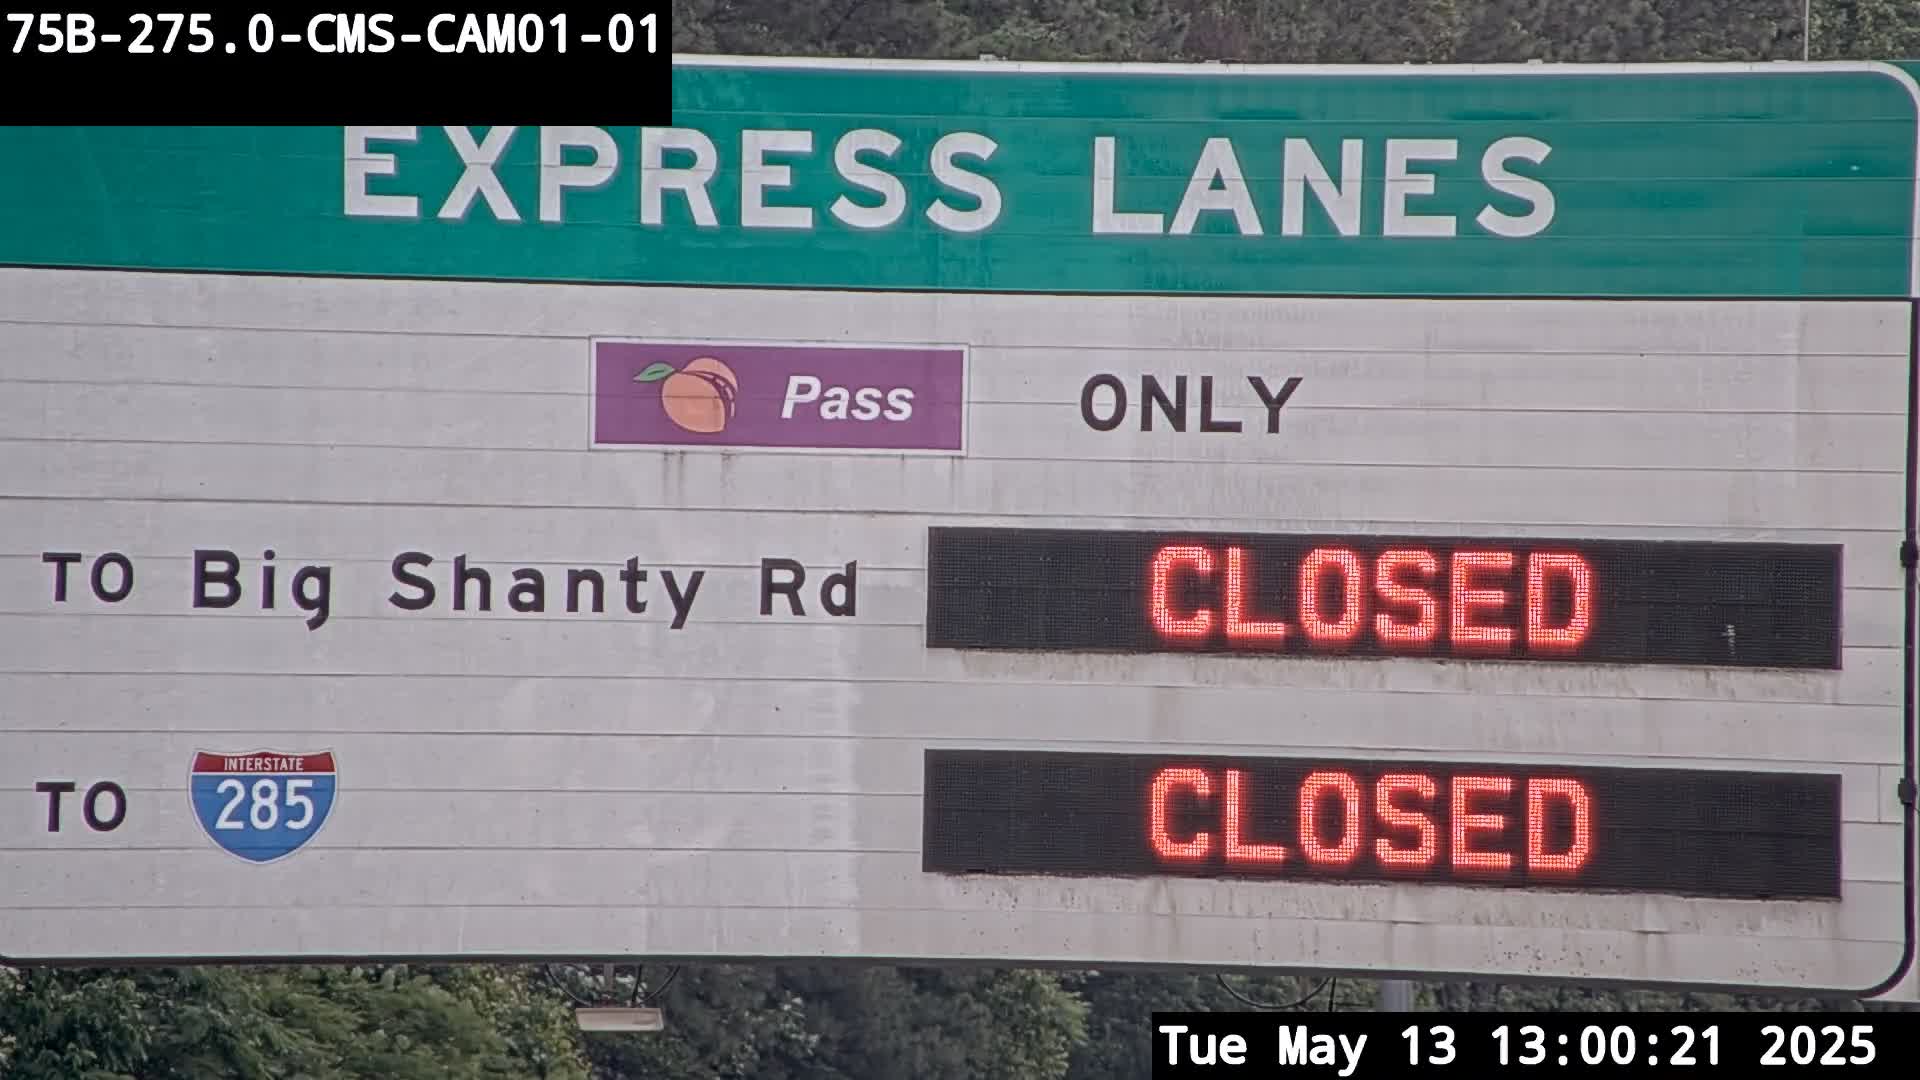 75B-275.0-CMS-CAM01-01
EXPRESS LANES
Pass ONLY
TO Big Shanty Rd CLOSED
INTERSTATE
TO 285 CLOSED
Tue May 13 13:00:21 2025